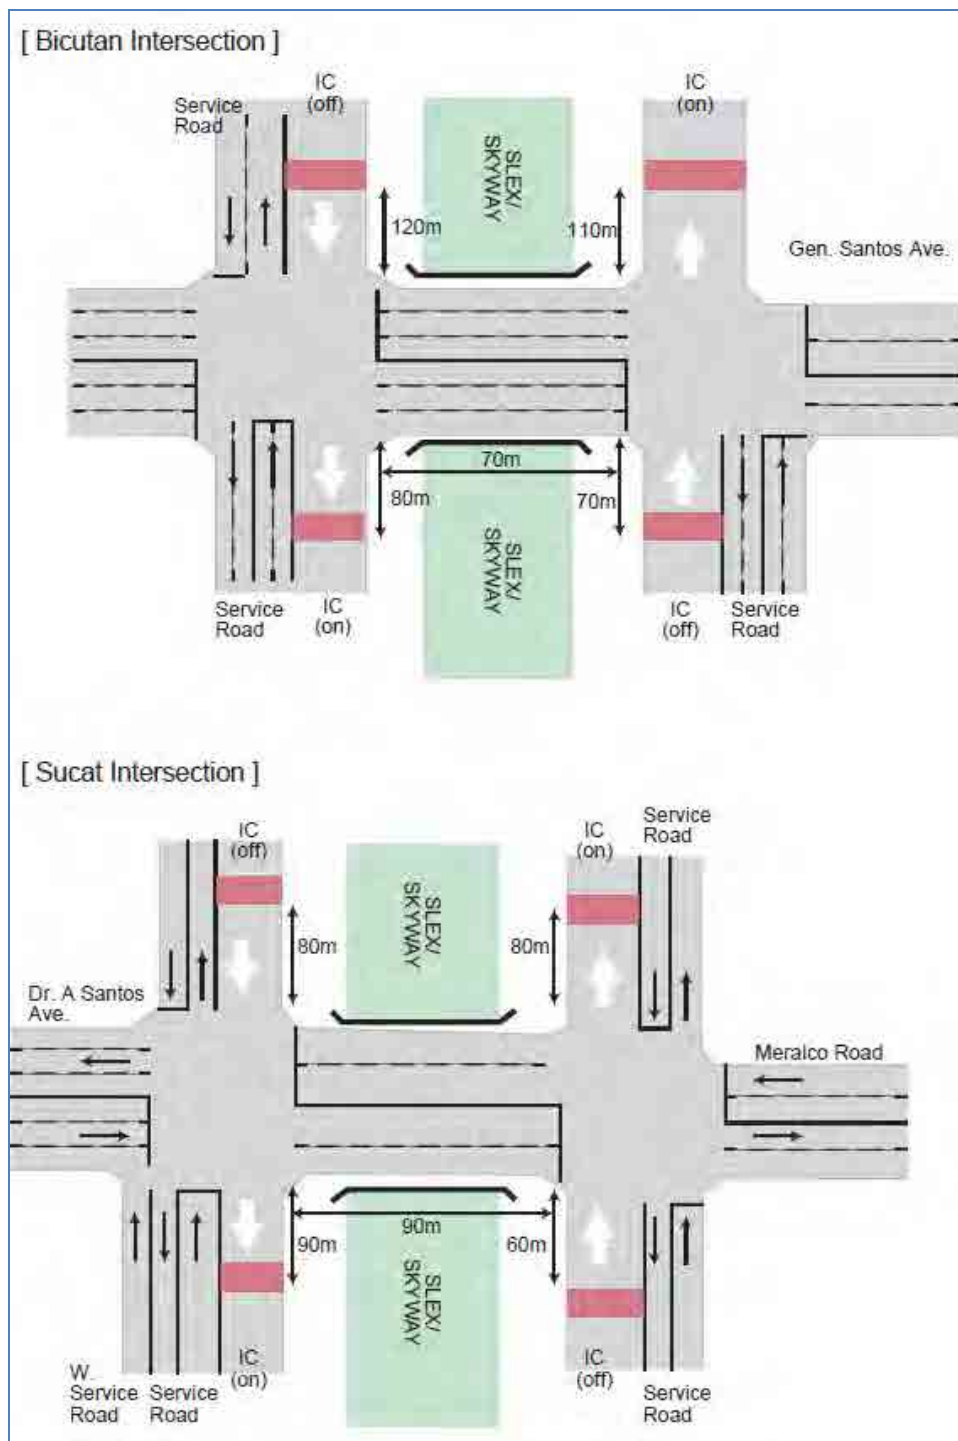 [ Bicutan Intersection ]
IC
(off)
IC
(on)
Service
Road
SLEX/
SKYWAY
120m
110m
Gen. Santos Ave.
70m
80m
70m
SLEX/
SKYWAY
Service
Road
IC
(on)
IC
(off)
Service
Road
[ Sucat Intersection ]
IC
(off)
IC
(on)
Service
Road
SLEX/
SKYWAY
80m
80m
Dr. A Santos
Ave.
Meralco Road
90m
90m
60m
SLEX/
SKYWAY
W.
Service
Road
Service
Road
IC
(on)
IC
(off)
Service
Road